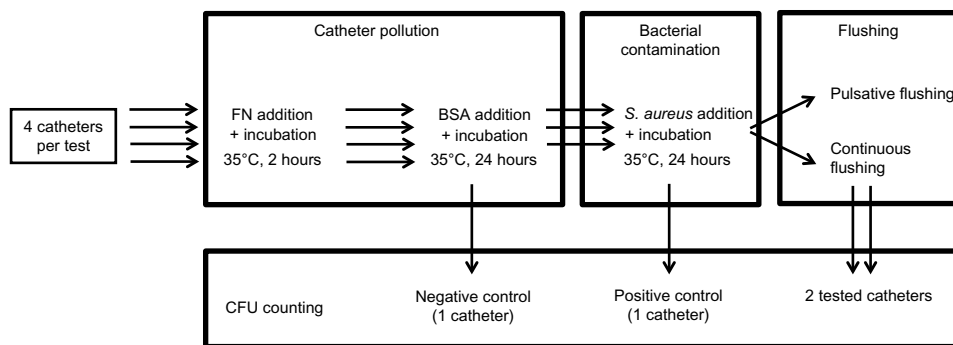 Catheter pollution
Bacterial
contamination
Flushing
4 catheters
per test
FN addition
+ incubation
35°C, 2 hours
BSA addition
+ incubation
35°C, 24 hours
S. aureus addition
+ incubation
35°C, 24 hours
Pulsative flushing
Continuous
flushing
CFU counting
Negative control
(1 catheter)
Positive control
(1 catheter)
2 tested catheters